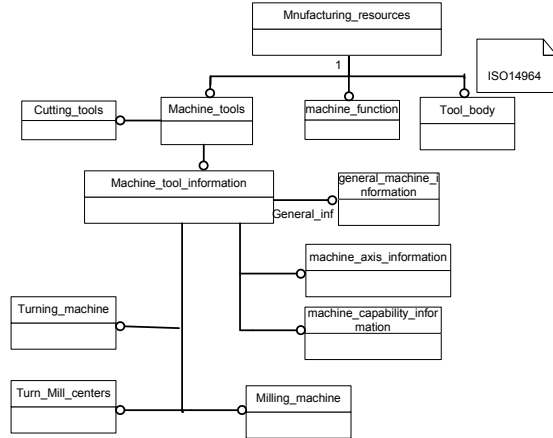 Mnufacturing_resources
1
ISO14964
Cutting_tools
Machine_tools
machine_function
Tool_body
Machine_tool_information
general_machine_i
nformation
General_inf
machine_axis_information
Turning_machine
machine_capability_infor
mation
Turn_Mill_centers
Milling_machine